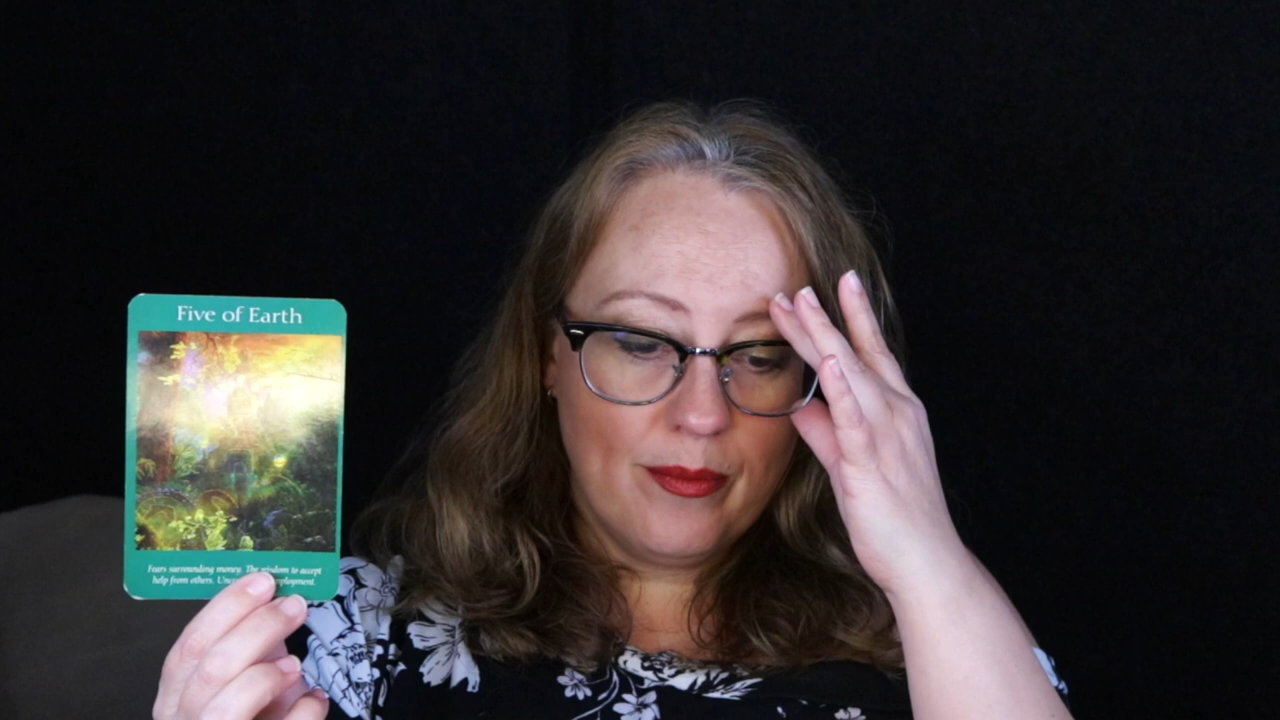 Five of Earth
Fears surrounding money. The wisdom to accept
help from others.